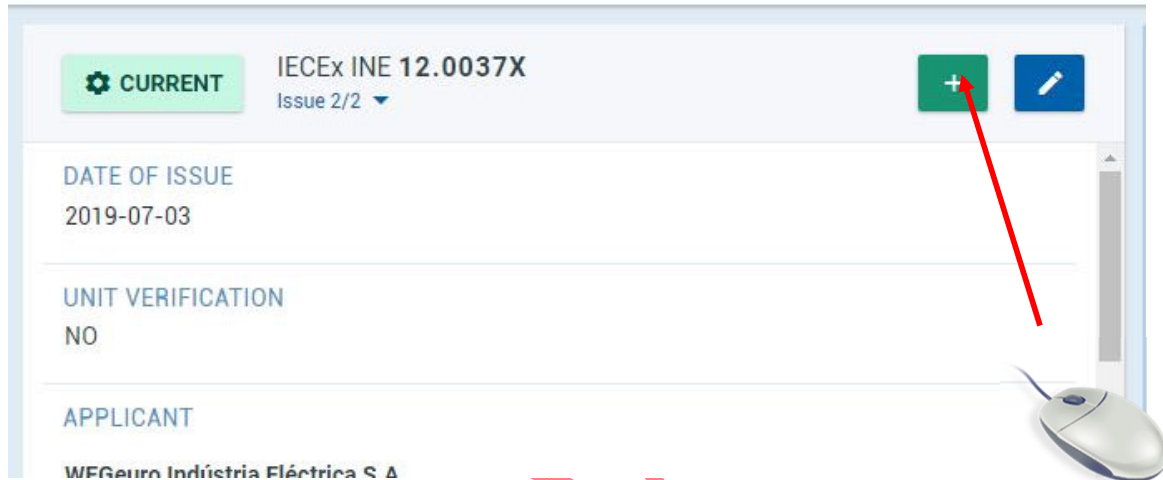 CURRENT
IECEx INE 12.0037X
Issue 2/2
+
DATE OF ISSUE
2019-07-03
UNIT VERIFICATION
NO
APPLICANT
WEGeuro Indústria Eléctrica S.A.